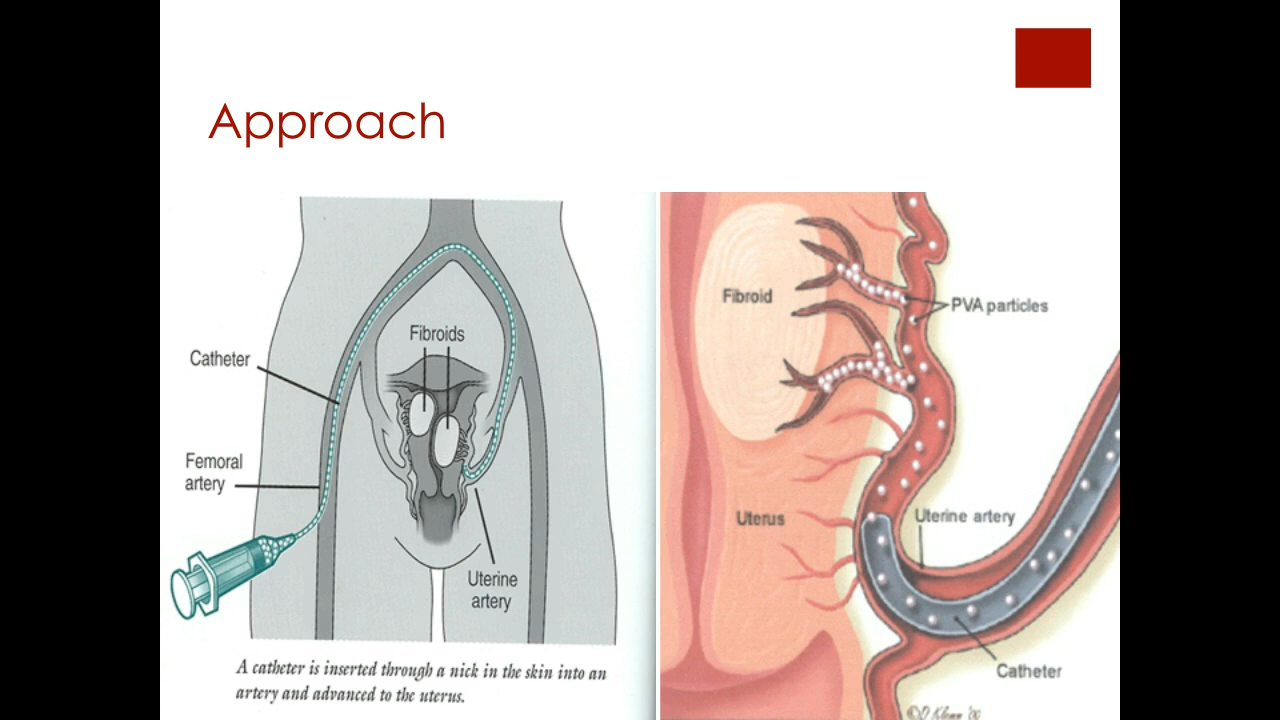 Approach
Fibroids
Catheter
Femoral
artery
Uterine
artery
A catheter is inserted through a nick in the skin into an
artery and advanced to the uterus.
Fibroid
PVA particles
Uterus
Uterine artery
Catheter